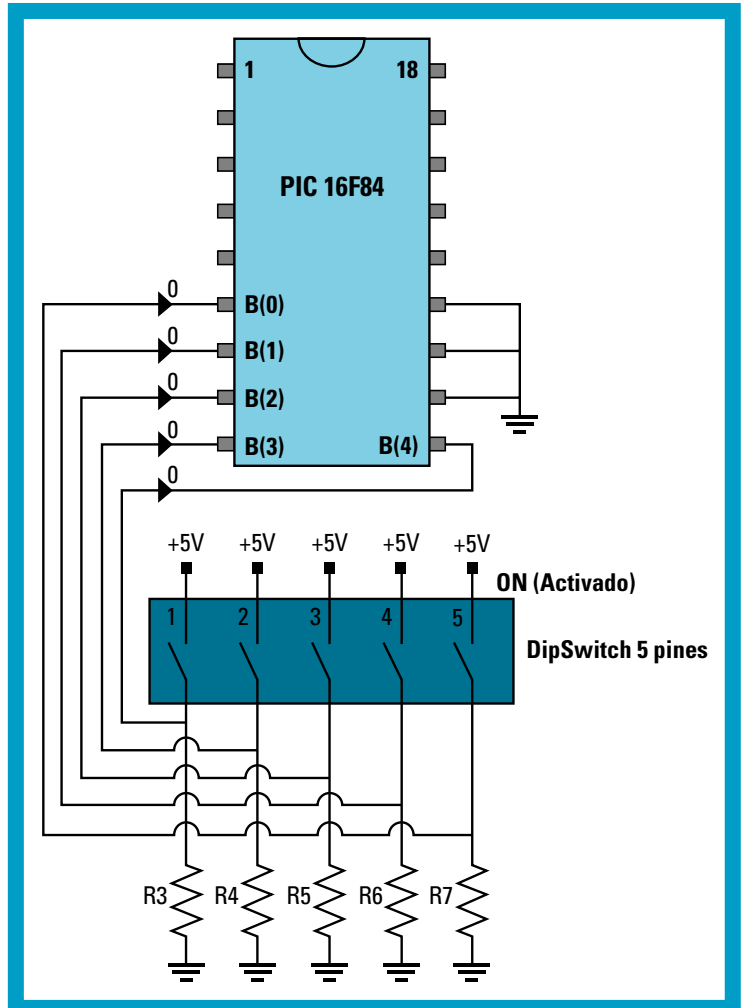 1 18
PIC 16F84
0
B(0)
0
B(1)
0
B(2)
0
B(3) B(4)
0
+5V +5V +5V +5V +5V
ON (Activado)
1 2 3 4 5
DipSwitch 5 pines
R3 R4 R5 R6 R7